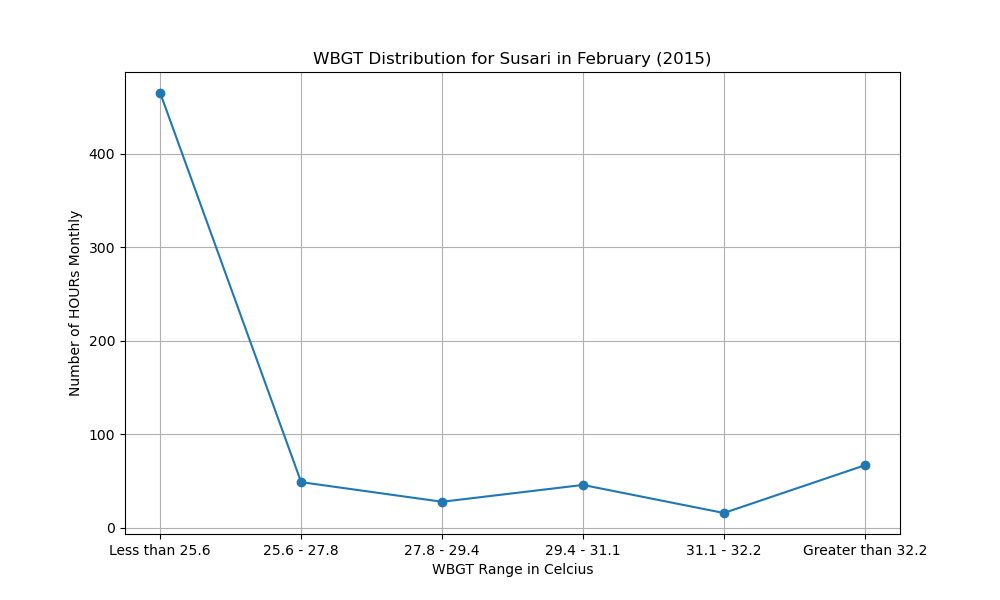 WBGT Distribution for Susari in February (2015)
Number of HOURs Monthly
400
300
200
100
0
Less than 25.6
25.6 - 27.8
27.8 - 29.4
29.4 - 31.1
31.1 - 32.2
Greater than 32.2
WBGT Range in Celcius